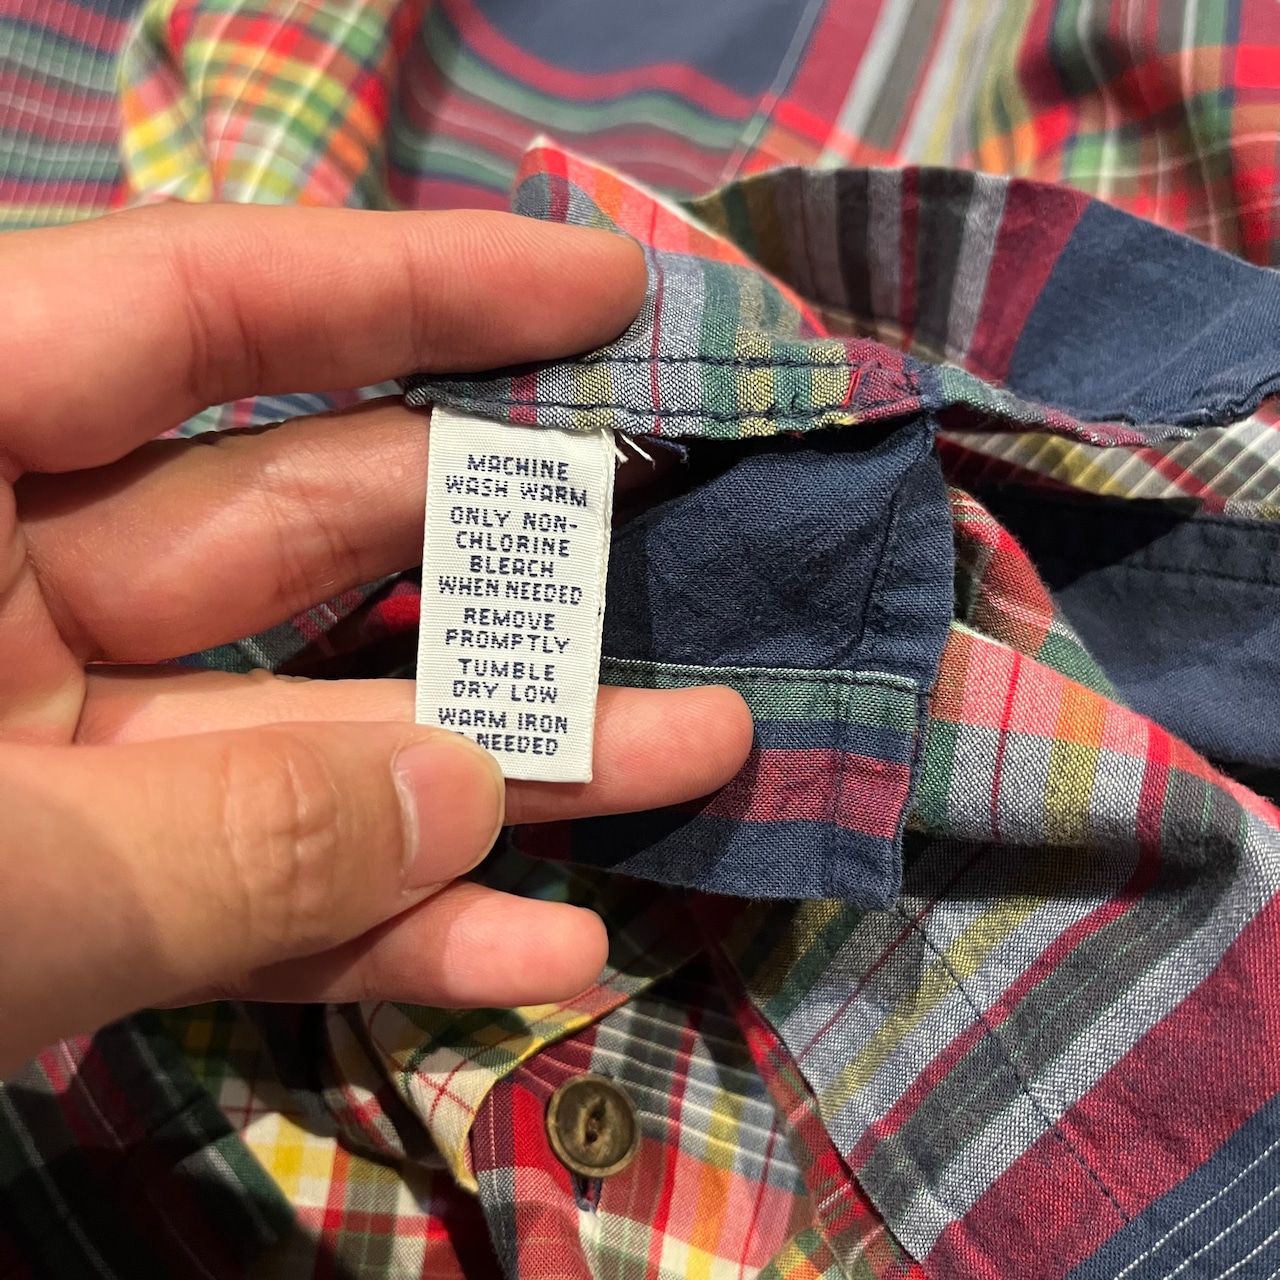 MACHINE
WASH WARM
ONLY NON-
CHLORINE
BLEACH
WHEN NEEDED
REMOVE
PROMPTLY
TUMBLE
DRY LOW
WARM IRON
NEEDED